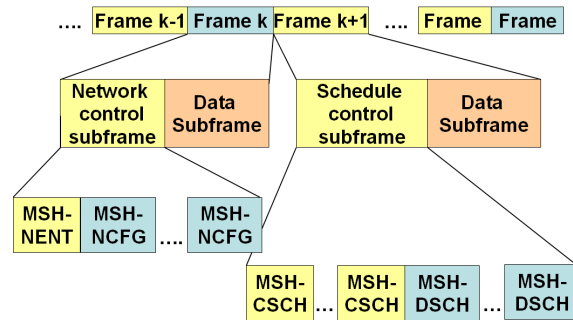 .... Frame k-1 Frame k Frame k+1 .... Frame Frame
Network control subframe Data Subframe Schedule control subframe Data Subframe
MSH-NENT MSH-NCFG .... MSH-NCFG
MSH-CSCH ... MSH-CSCH MSH-DSCH ... MSH-DSCH